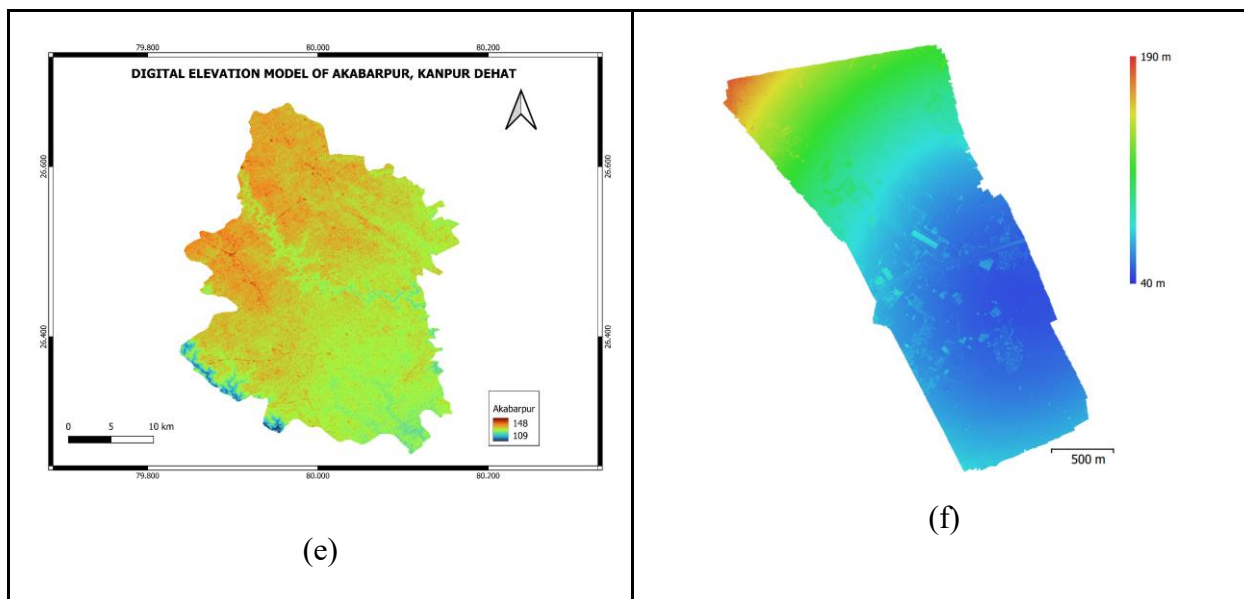 79.800 80.000 80.200
DIGITAL ELEVATION MODEL OF AKABARPUR, KANPUR DEHAT
26.600
26.600
26.400
26.400
0 5 10 km
Akabarpur
148
109
79.800 80.000 80.200
(e)
190 m
40 m
500 m
(f)